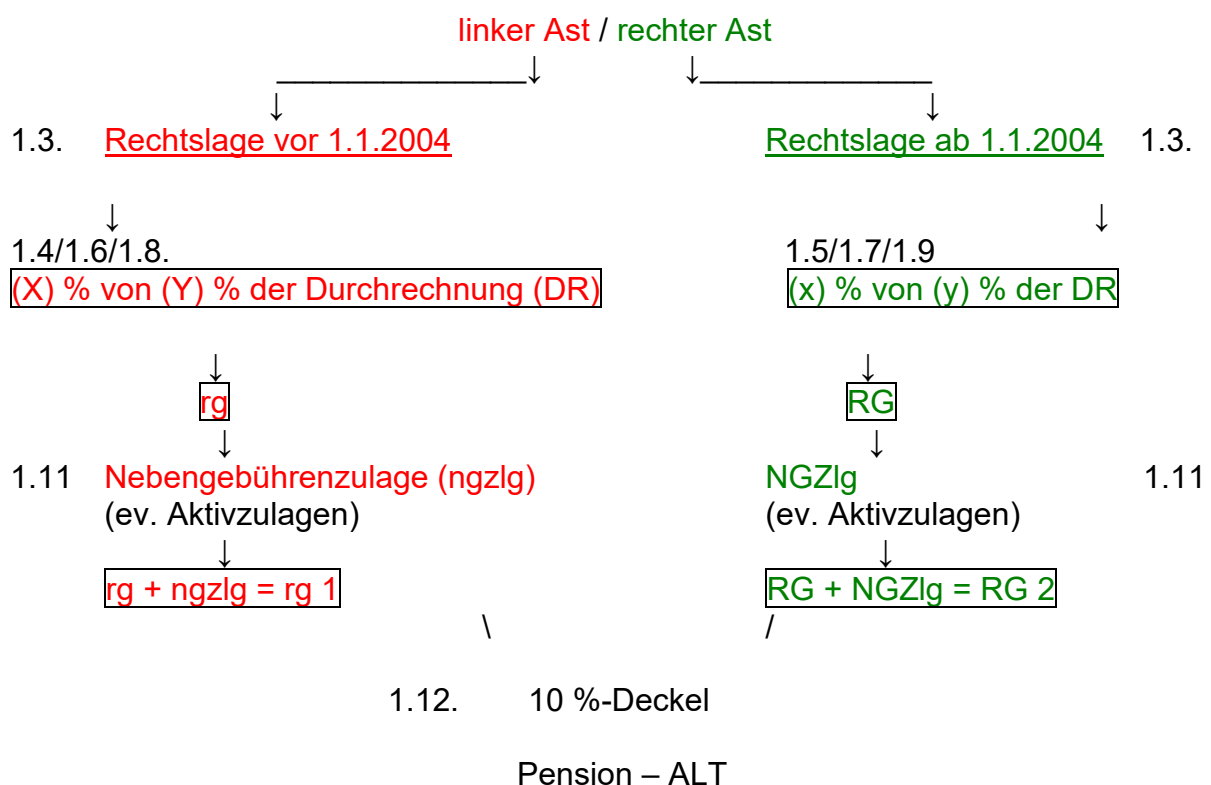 linker Ast / rechter Ast
↓ ↓
↓ ↓
1.3. Rechtslage vor 1.1.2004 Rechtslage ab 1.1.2004 1.3.
↓ ↓
1.4/1.6/1.8. 1.5/1.7/1.9
(X) % von (Y) % der Durchrechnung (DR) (x) % von (y) % der DR
↓ ↓
rg RG
↓ ↓
1.11 Nebengebührenzulage (ngzlg) NGZlg 1.11
(ev. Aktivzulagen) (ev. Aktivzulagen)
↓ ↓
rg + ngzlg = rg 1 RG + NGZlg = RG 2
\ /
1.12. 10 %-Deckel
Pension – ALT